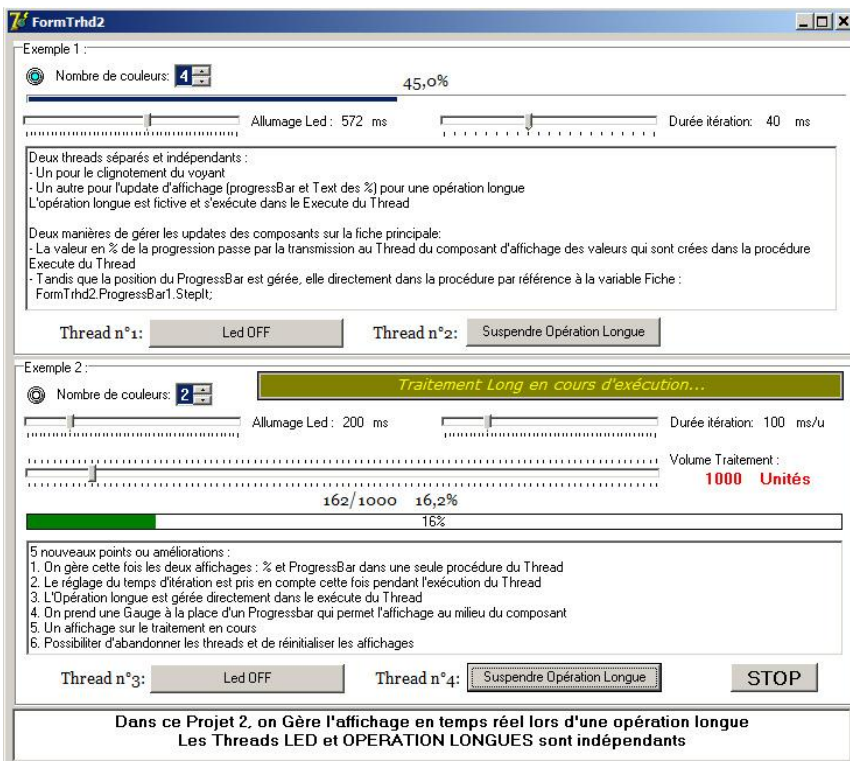 FormTrhd2
Exemple 1 :
Nombre de couleurs: 4
45,0%
Allumage Led : 572 ms
Durée itération: 40 ms
Deux threads séparés et indépendants :
- Un pour le clignotement du voyant
- Un autre pour l'update d'affichage (progressBar et Text des %) pour une opération longue
L'opération longue est fictive et s'exécute dans le Execute du Thread
Deux manières de gérer les updates des composants sur la fiche principale:
- La valeur en % de la progression passe par la transmission au Thread du composant d'affichage des valeurs qui sont crées dans la procédure
Execute du Thread
- Tandis que la position du ProgressBar est gérée, elle directement dans la procédure par référence à la variable Fiche :
FormTrhd2.ProgressBar1.StepIt;
Thread n°1: Led OFF
Thread n°2: Suspendre Opération Longue
Exemple 2 :
Nombre de couleurs: 2
Traitement Long en cours d'exécution...
Allumage Led : 200 ms
Durée itération: 100 ms/u
Volume Traitement :
1000 Unités
162/1000 16,2%
16%
5 nouveaux points ou améliorations :
1. On gère cette fois les deux affichages : % et ProgressBar dans une seule procédure du Thread
2. Le réglage du temps d'itération est pris en compte cette fois pendant l'exécution du Thread
3. L'Opération longue est gérée directement dans le exécute du Thread
4. On prend une Gauge à la place d'un Progressbar qui permet l'affichage au milieu du composant
5. Un affichage sur le traitement en cours
6. Possibiliter d'abandonner les threads et de réinitialiser les affichages
Thread n°3: Led OFF
Thread n°4: Suspendre Opération Longue
STOP
Dans ce Projet 2, on Gère l'affichage en temps réel lors d'une opération longue
Les Threads LED et OPERATION LONGUES sont indépendants